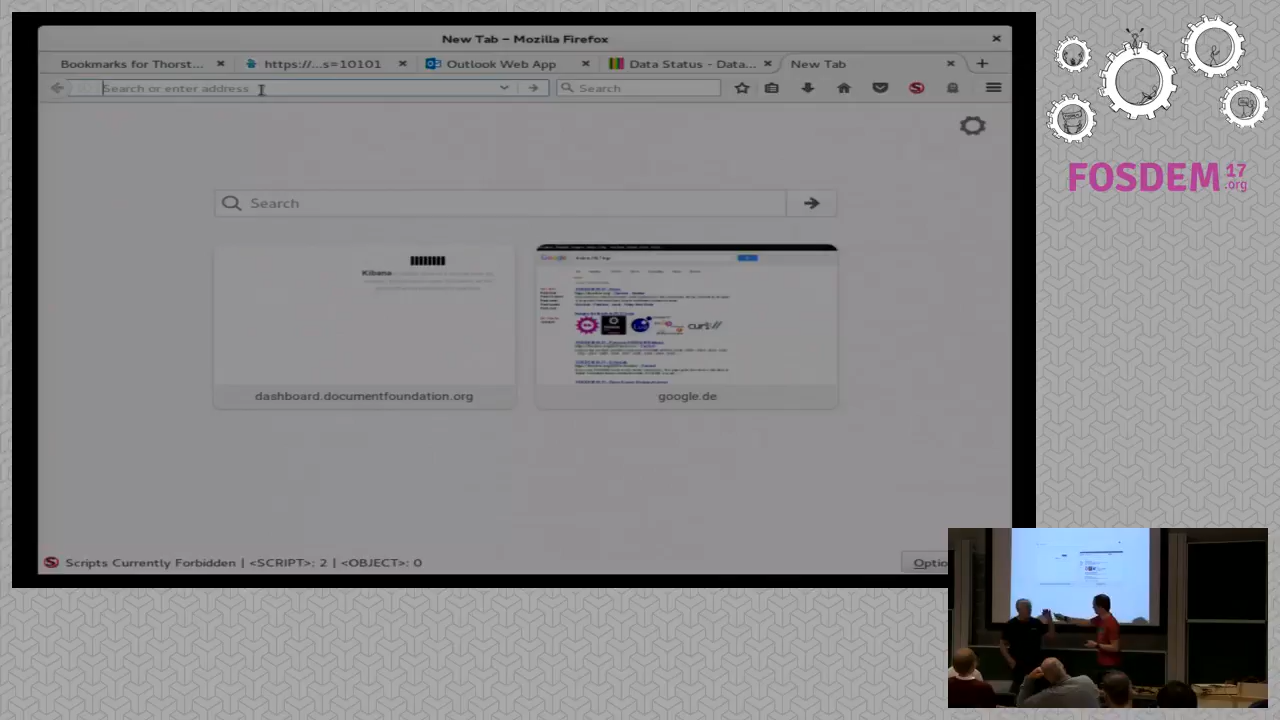 New Tab – Mozilla Firefox
Bookmarks for Thorst...
https://...s=10101
Outlook Web App
Data Status - Data...
New Tab
Search or enter address
Search
Search
Kibana
Google
curl://
dashboard.documentfoundation.org
google.de
Scripts Currently Forbidden | <SCRIPT>: 2 | <OBJECT>: 0
Optio
FOSDEM 17
.org